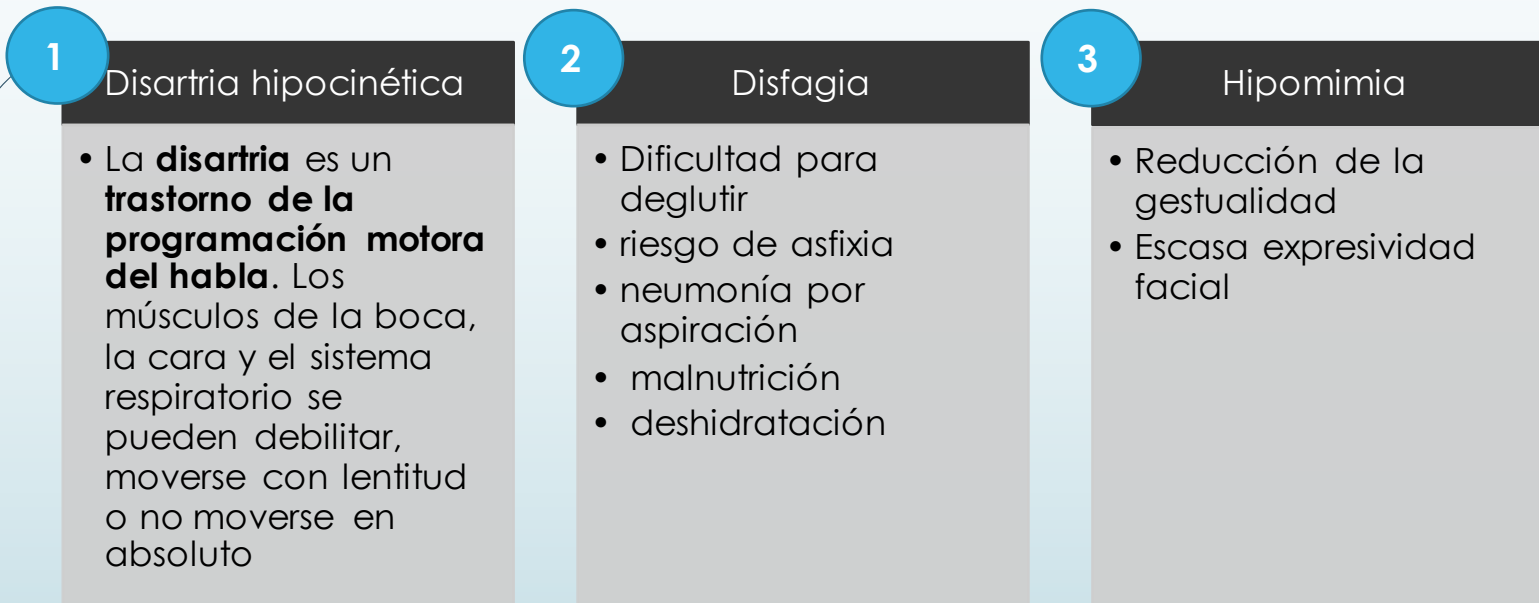 1
Disartria hipocinética
• La disartria es un
trastorno de la
programación motora
del habla. Los
músculos de la boca,
la cara y el sistema
respiratorio se
pueden debilitar,
moverse con lentitud
o no moverse en
absoluto
2
Disfagia
• Dificultad para
deglutir
• riesgo de asfixia
• neumonía por
aspiración
• malnutrición
• deshidratación
3
Hipomimia
• Reducción de la
gestualidad
• Escasa expresividad
facial